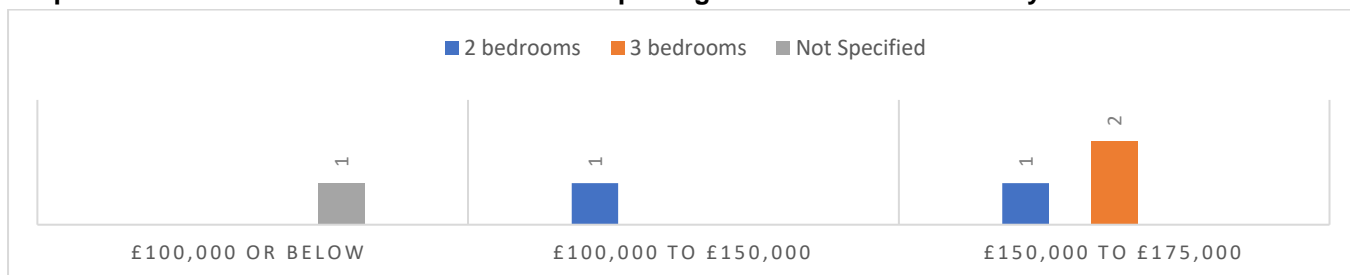 2 bedrooms 3 bedrooms Not Specified
1 1 1 2
£100,000 OR BELOW £100,000 TO £150,000 £150,000 TO £175,000